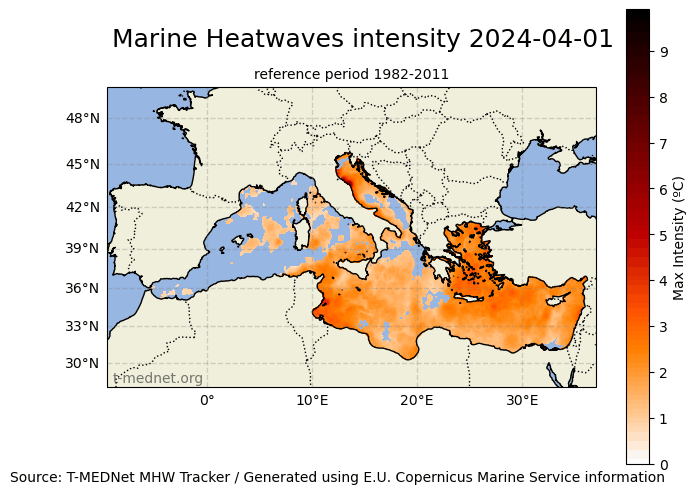 Marine Heatwaves intensity 2024-04-01
reference period 1982-2011
48°N
45°N
42°N
39°N
36°N
33°N
30°N
0°
10°E
20°E
30°E
t-mednet.org
9
8
7
6
5
4
3
2
1
0
Max Intensity (ºC)
Source: T-MEDNet MHW Tracker / Generated using E.U. Copernicus Marine Service information